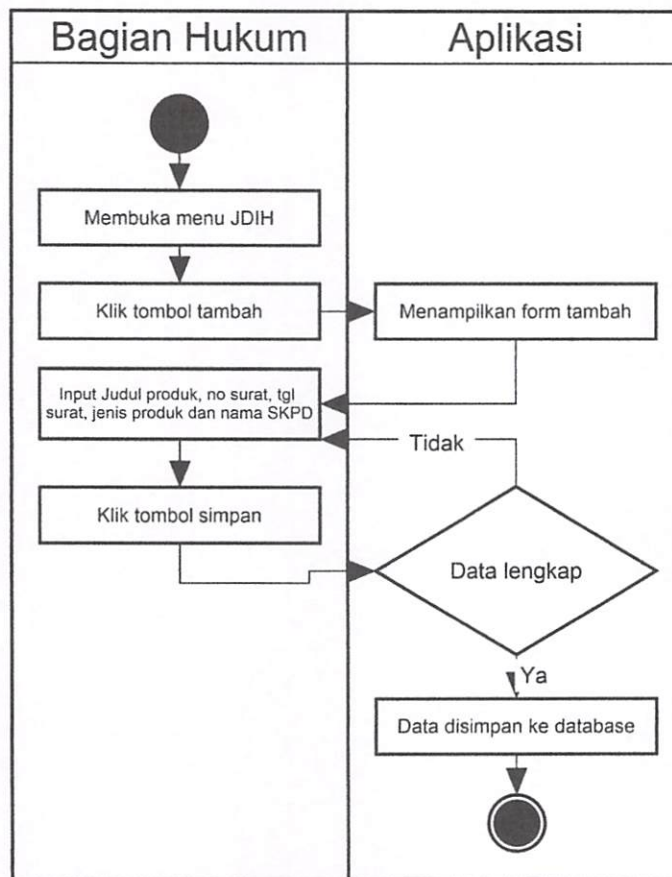 Bagian Hukum
Aplikasi
Membuka menu JDIH
Klik tombol tambah
Menampilkan form tambah
Input Judul produk, no surat, tgl
surat, jenis produk dan nama SKPD
Tidak
Klik tombol simpan
Data lengkap
Ya
Data disimpan ke database